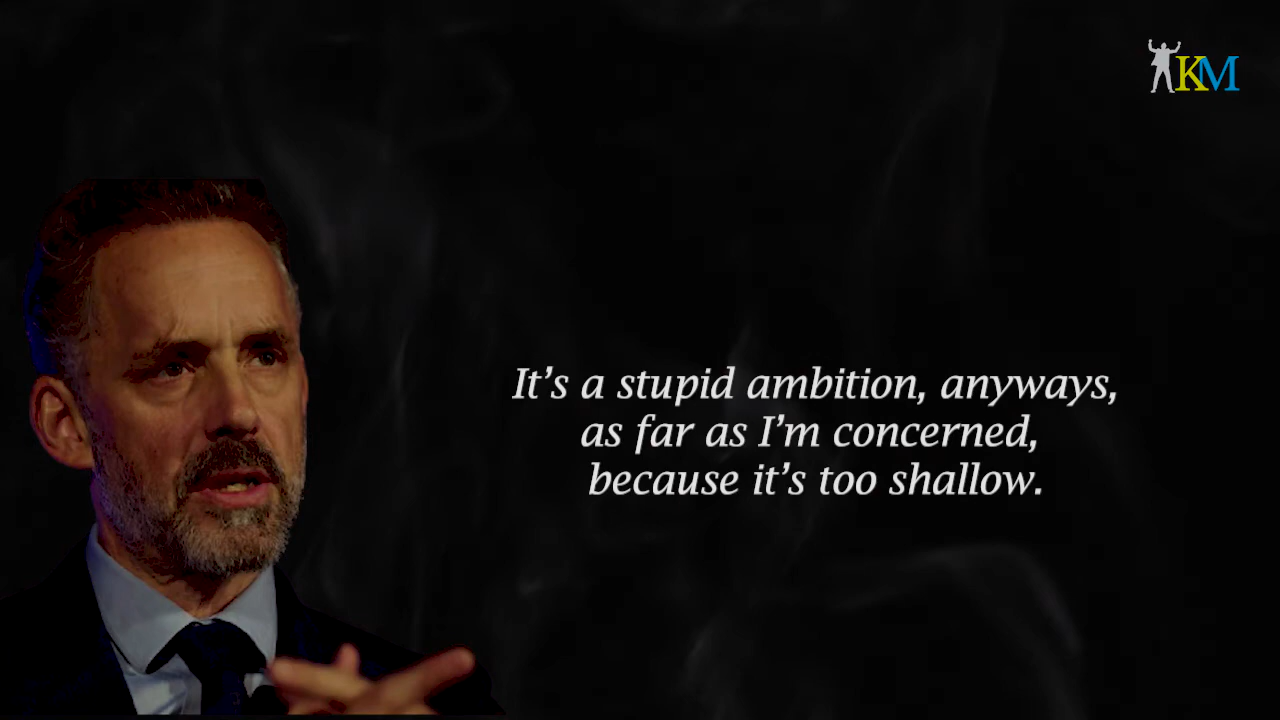 KM
It’s a stupid ambition, anyways,
as far as I’m concerned,
because it’s too shallow.